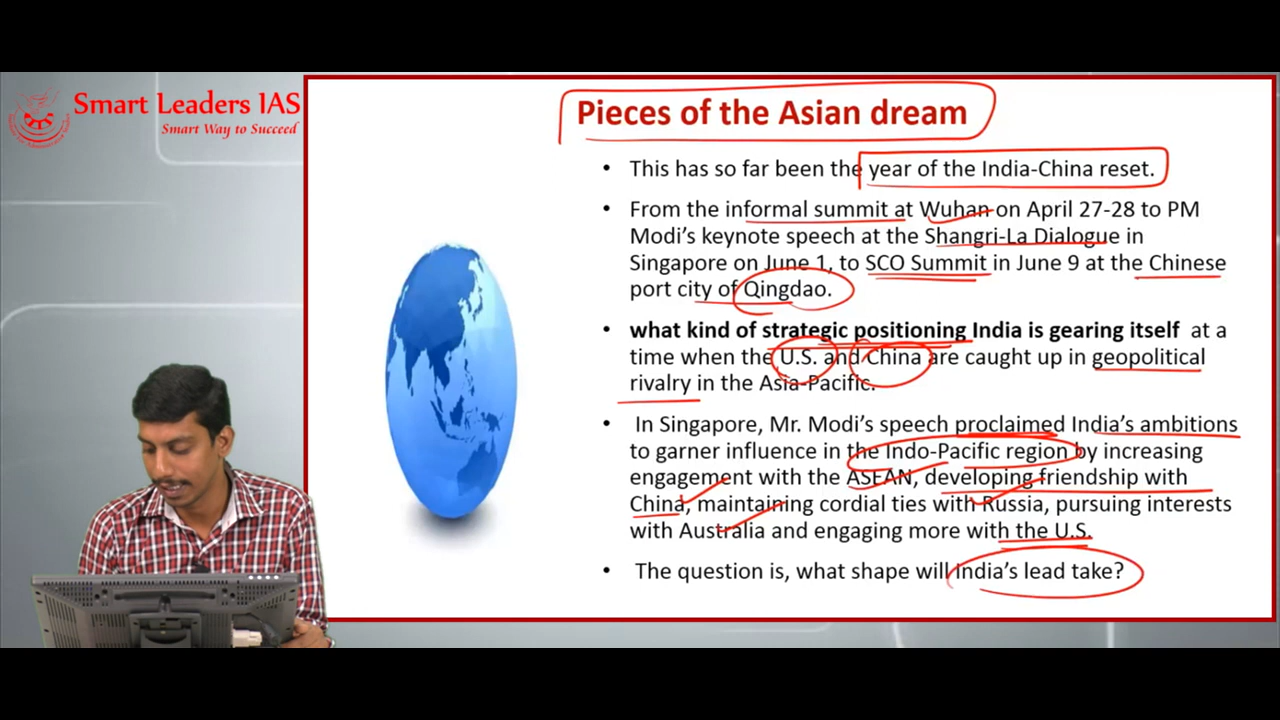 Smart Leaders IAS
Smart Way to Succeed
Pieces of the Asian dream
• This has so far been the year of the India-China reset.
• From the informal summit at Wuhan on April 27-28 to PM
Modi's keynote speech at the Shangri-La Dialogue in
Singapore on June 1, to SCO Summit in June 9 at the Chinese
port city of Qingdao.
• what kind of strategic positioning India is gearing itself at a
time when the U.S. and China are caught up in geopolitical
rivalry in the Asia-Pacific.
• In Singapore, Mr. Modi's speech proclaimed India's ambitions
to garner influence in the Indo-Pacific region by increasing
engagement with the ASEAN, developing friendship with
China, maintaining cordial ties with Russia, pursuing interests
with Australia and engaging more with the U.S.
• The question is, what shape will India's lead take?